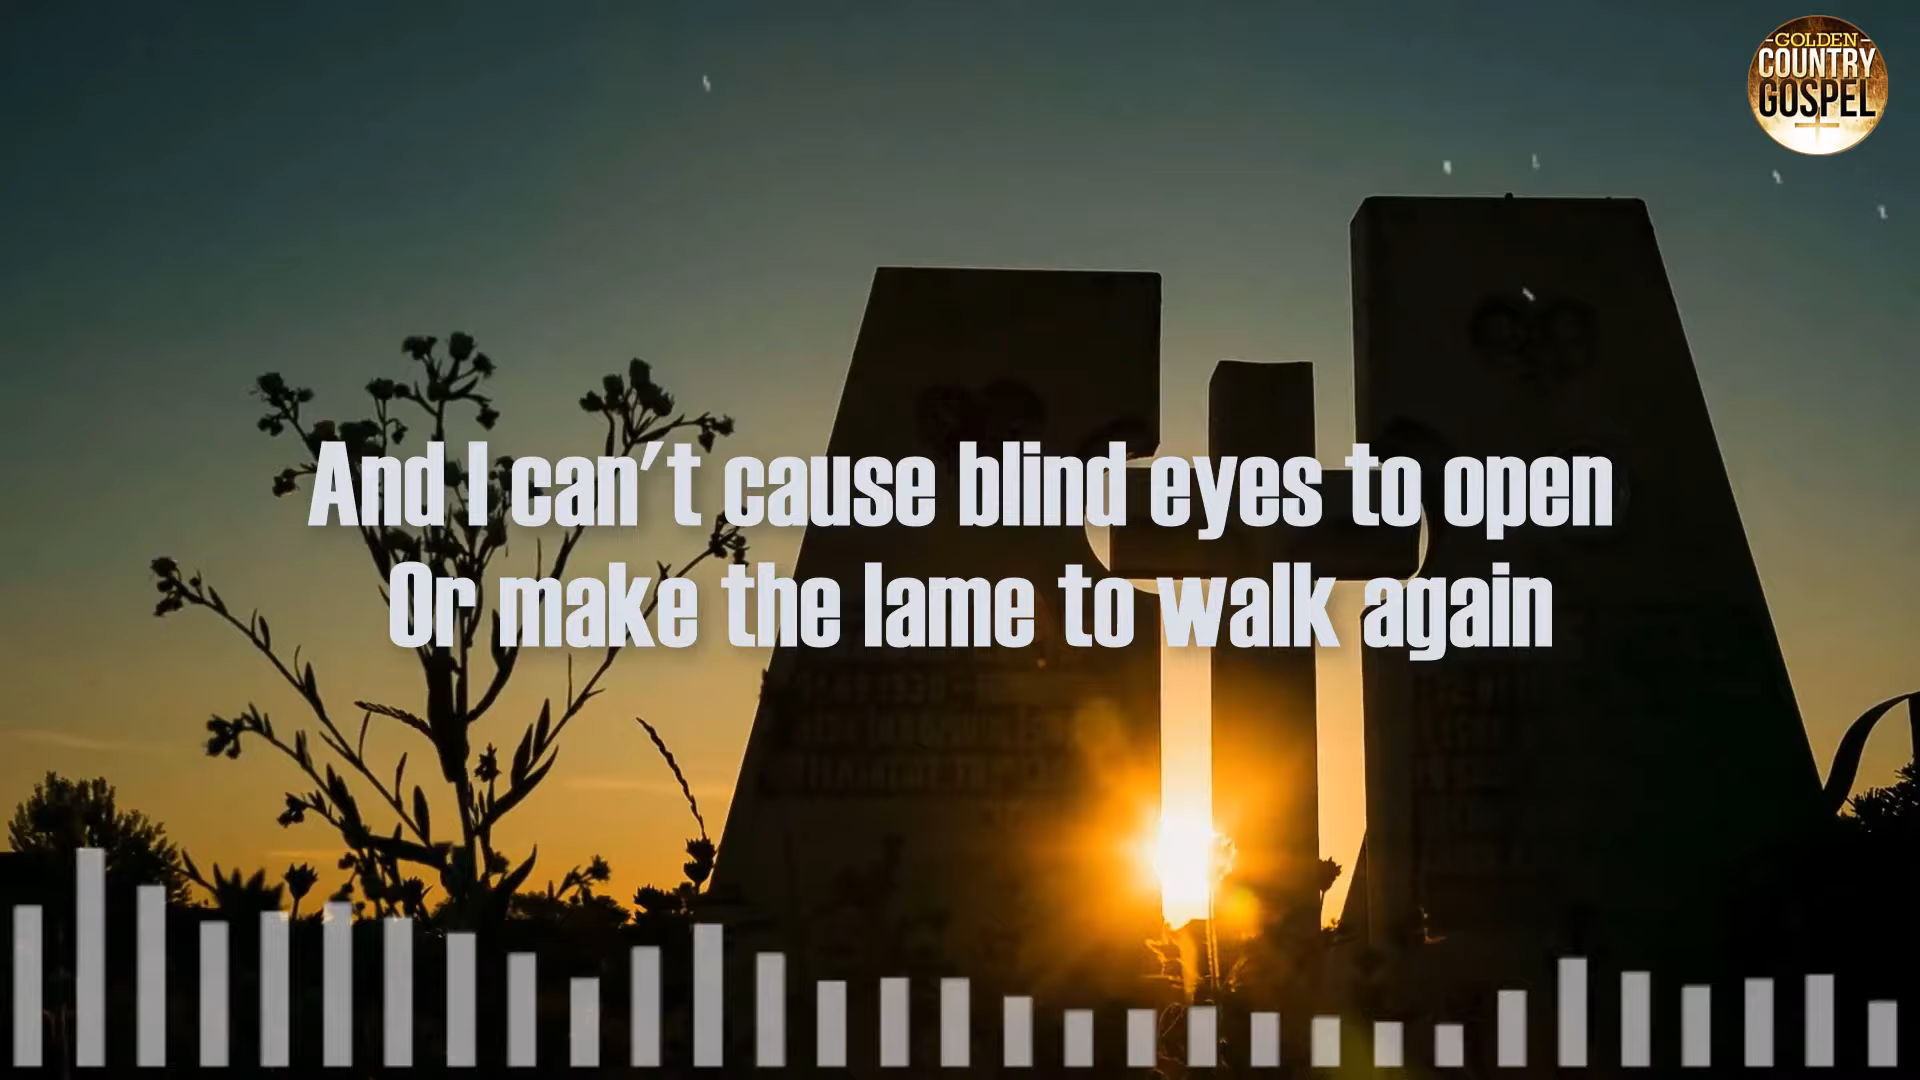 GOLDEN
COUNTRY
GOSPEL
And I can't cause blind eyes to open
Or make the lame to walk again